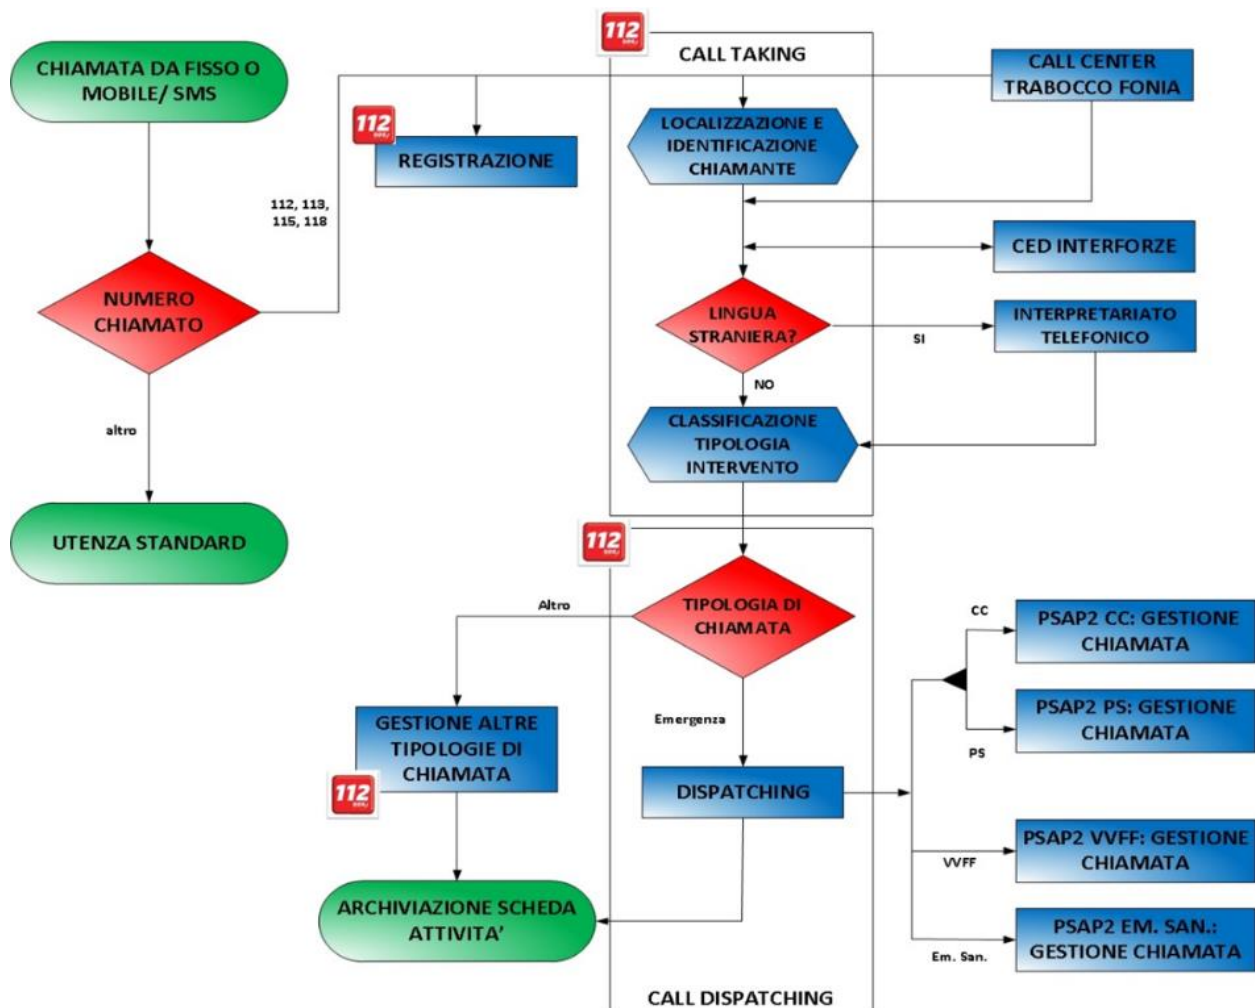 CHIAMATA DA FISSO O
MOBILE/ SMS
112
CALL TAKING
CALL CENTER
TRABOCCO FONIA
112
REGISTRAZIONE
LOCALIZZAZIONE E
IDENTIFICAZIONE
CHIAMANTE
112, 113,
115, 118
CED INTERFORZE
NUMERO
CHIAMATO
LINGUA
STRANIERA?
SI
INTERPRETARIATO
TELEFONICO
NO
altro
CLASSIFICAZIONE
TIPOLOGIA
INTERVENTO
UTENZA STANDARD
112
TIPOLOGIA DI
CHIAMATA
Altro
CC
PSAP2 CC: GESTIONE
CHIAMATA
Emergenza
GESTIONE ALTRE
TIPOLOGIE DI
CHIAMATA
112
PSAP2 PS: GESTIONE
CHIAMATA
PS
DISPATCHING
PSAP2 VVFF: GESTIONE
CHIAMATA
VVFF
ARCHIVIAZIONE SCHEDA
ATTIVITA'
PSAP2 EM. SAN.:
GESTIONE CHIAMATA
Em. San.
CALL DISPATCHING